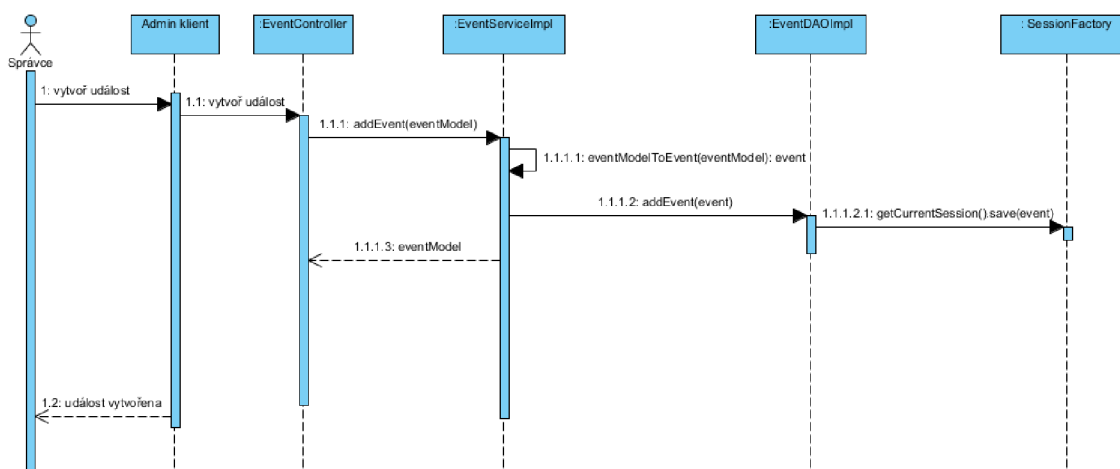 Admin klient
:EventController
:EventServiceImpl
:EventDAOImpl
: SessionFactory
Správce
1: vytvoř událost
1.1: vytvoř událost
1.1.1: addEvent(eventModel)
1.1.1.1: eventModelToEvent(eventModel): event
1.1.1.2: addEvent(event)
1.1.1.2.1: getCurrentSession().save(event)
1.1.1.3: eventModel
1.2: událost vytvořena